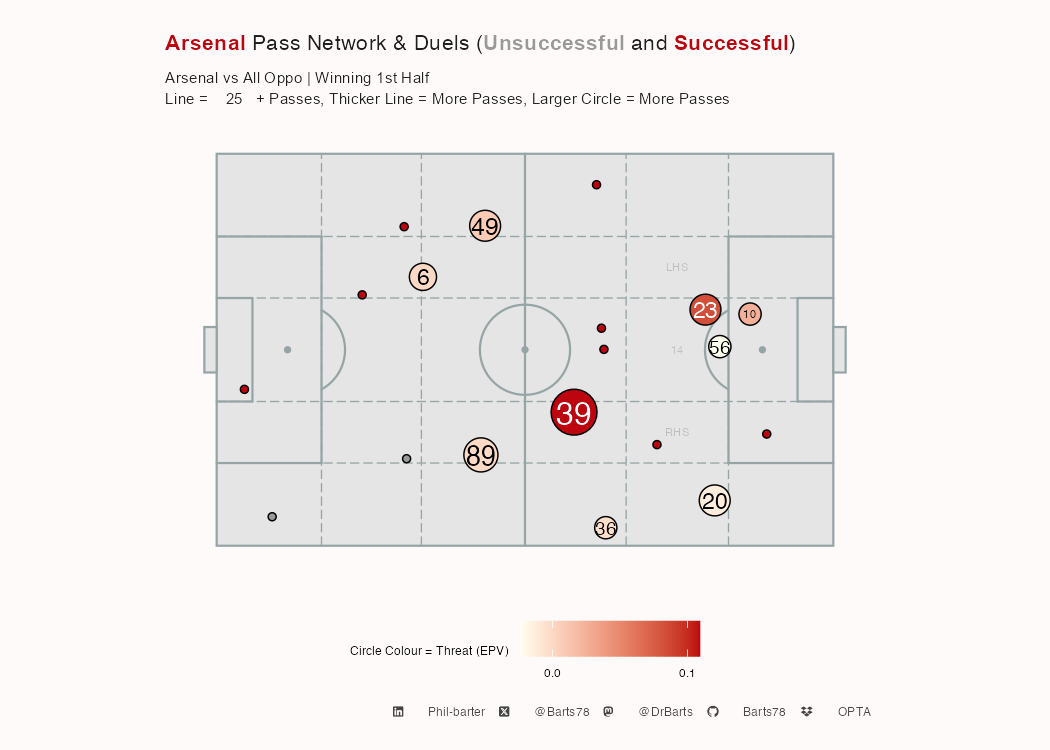 Arsenal Pass Network & Duels (Unsuccessful and Successful)
Arsenal vs All Oppo | Winning 1st Half
Line = 25 + Passes, Thicker Line = More Passes, Larger Circle = More Passes
49
6
LHS
23
10
56
14
39
RHS
89
20
36
Circle Colour = Threat (EPV)
0.0 0.1
Phil-barter @Barts78 @DrBarts Barts78 OPTA